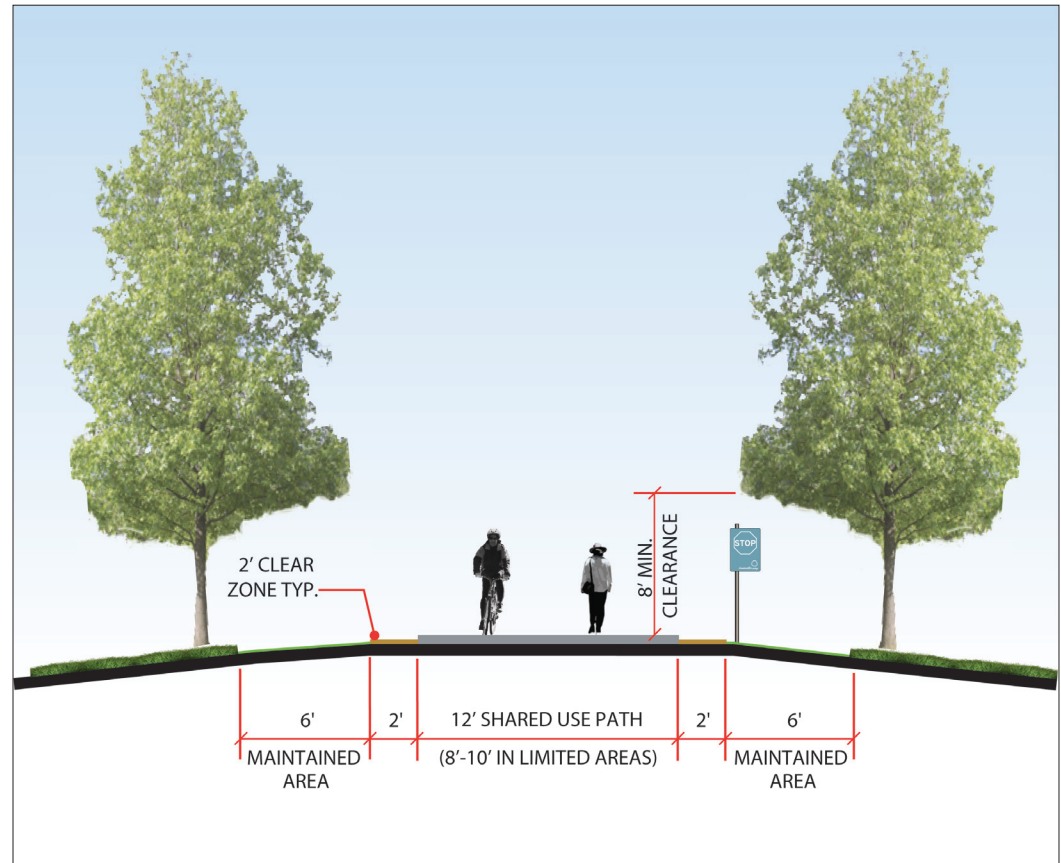 STOP
8' MIN.
CLEARANCE
2' CLEAR
ZONE TYP.
6'
2'
12' SHARED USE PATH
2'
6'
MAINTAINED
AREA
(8'-10' IN LIMITED AREAS)
MAINTAINED
AREA